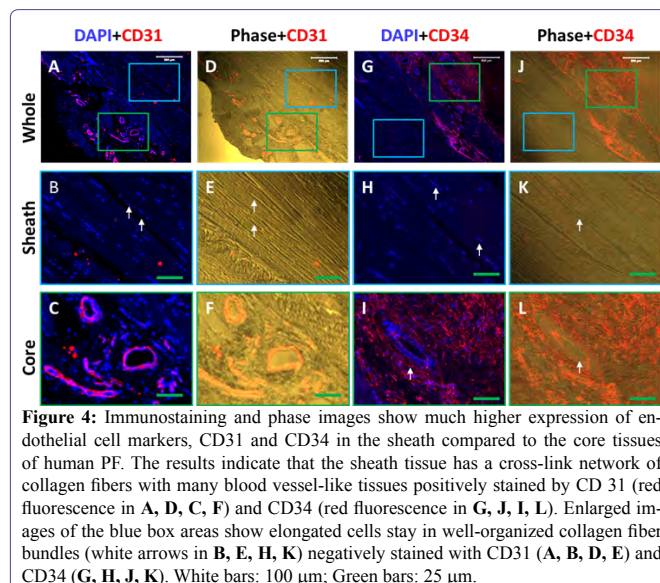 DAPI+CD31 Phase+CD31 DAPI+CD34 Phase+CD34
Whole
A D G J
Sheath
B E H K
Core
C F I L
Figure 4: Immunostaining and phase images show much higher expression of en-
dothelial cell markers, CD31 and CD34 in the sheath compared to the core tissues
of human PF. The results indicate that the sheath tissue has a cross-link network of
collagen fibers with many blood vessel-like tissues positively stained by CD 31 (red
fluorescence in A, D, C, F) and CD34 (red fluorescence in G, J, I, L). Enlarged im-
ages of the blue box areas show elongated cells stay in well-organized collagen fiber
bundles (white arrows in B, E, H, K) negatively stained with CD31 (A, B, D, E) and
CD34 (G, H, J, K). White bars: 100 μm; Green bars: 25 μm.